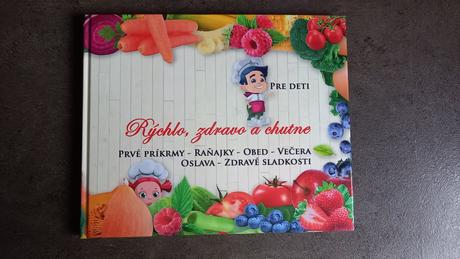 Pre deti
Rýchlo, zdravo a chutne
Prvé príkrmy - Raňajky - Obed - Večera
Oslava - Zdravé sladkosti